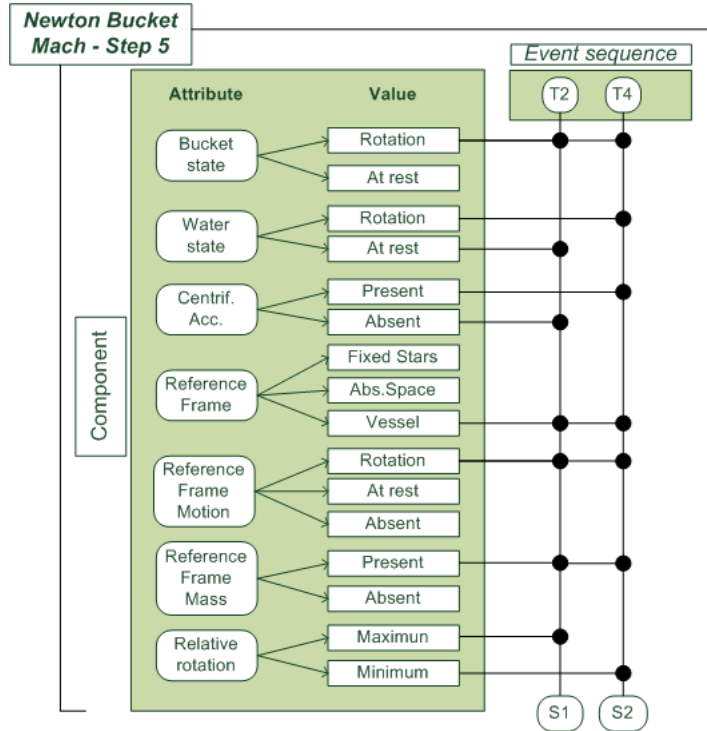 Newton Bucket
Mach - Step 5
Event sequence
Attribute
Value
T2
T4
Bucket
state
Rotation
At rest
Water
state
Rotation
At rest
Centrif.
Acc.
Present
Absent
Component
Reference
Frame
Fixed Stars
Abs.Space
Vessel
Reference
Frame
Motion
Rotation
At rest
Absent
Reference
Frame
Mass
Present
Absent
Relative
rotation
Maximun
Minimum
S1
S2